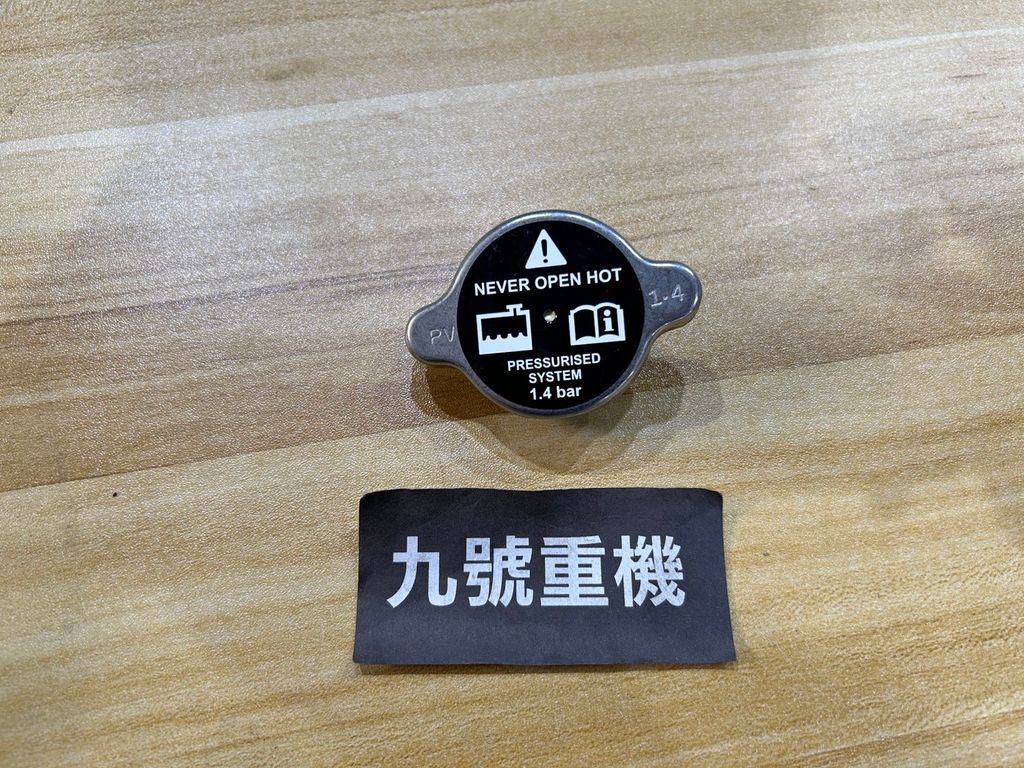 NEVER OPEN HOT
PV
1.4
PRESSURISED
SYSTEM
1.4 bar
九號重機